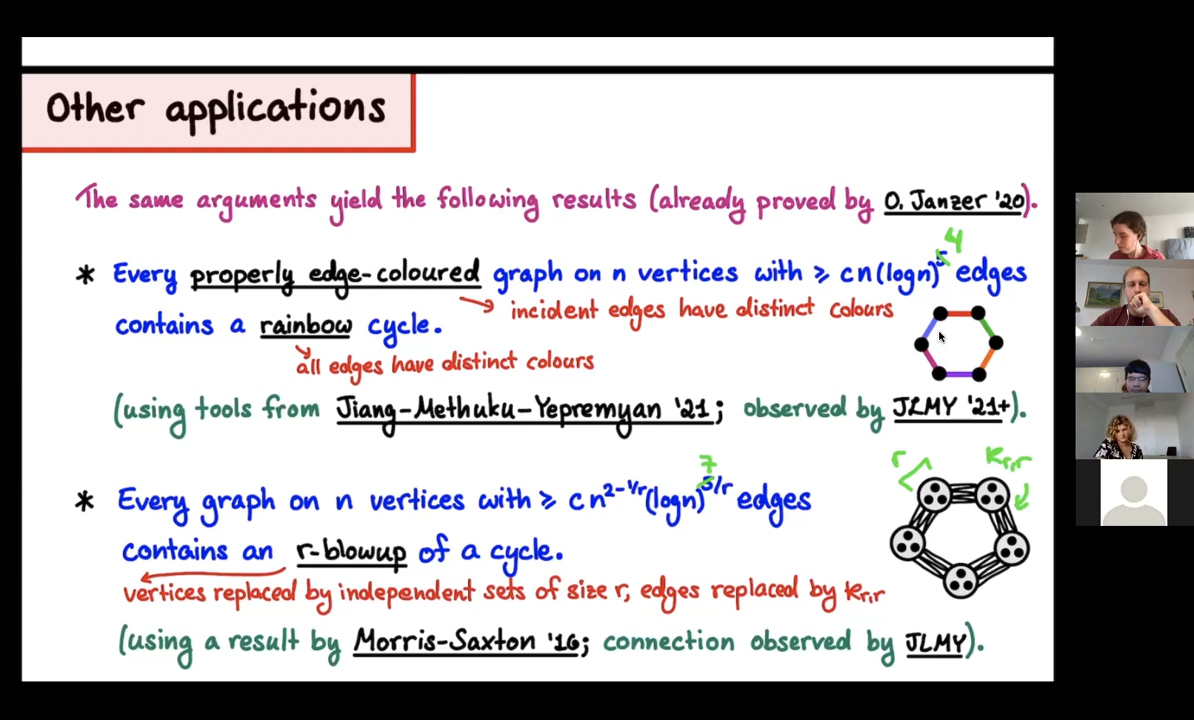 Other applications
The same arguments yield the following results (already proved by O. Janzer '20).
4
* Every properly edge-coloured graph on n vertices with ≥ cn(logn)^5 edges
→ incident edges have distinct colours
contains a rainbow cycle.
all edges have distinct colours
(using tools from Jiang-Methuku-Yepremyan '21; observed by JLMY '21+).
r Kr,r
7
* Every graph on n vertices with ≥ cn^2-1/r(logn)^5/r edges
contains an r-blowup of a cycle.
vertices replaced by independent sets of size r, edges replaced by Kr,r
(using a result by Morris-Saxton '16; connection observed by JLMY).